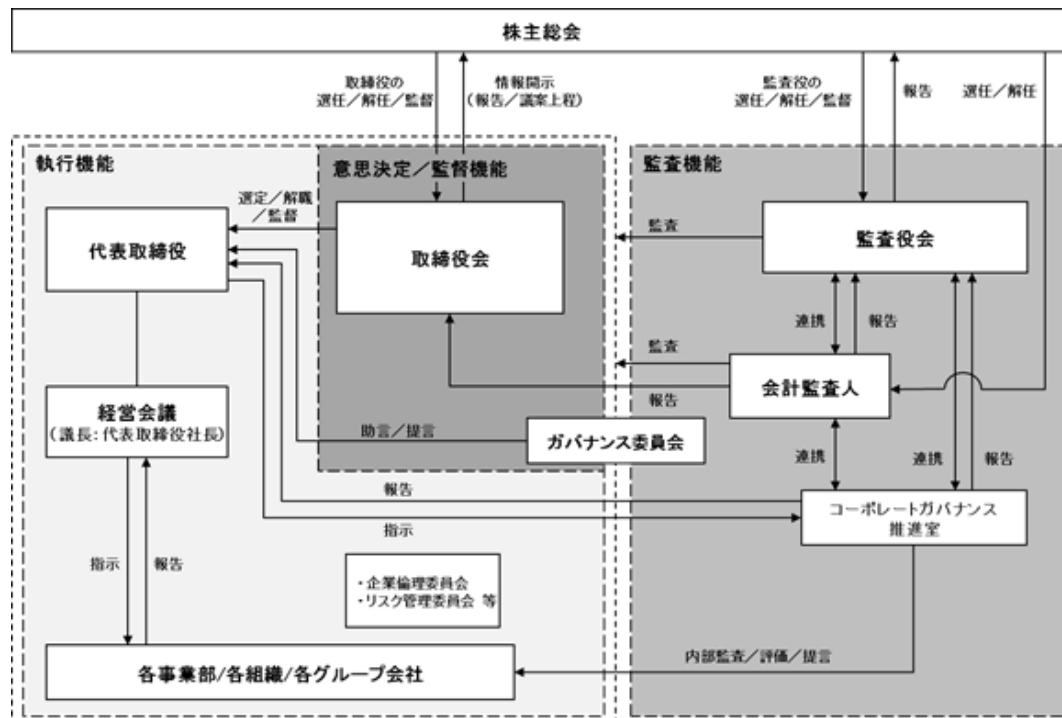 株主総会
取締役の
選任／解任／監督
情報開示
（報告／議案上程）
監査役の
選任／解任／監督
報告
選任／解任
執行機能
意思決定／監督機能
監査機能
選定／解職
／監督
代表取締役
取締役会
監査
監査役会
連携
報告
監査
会計監査人
報告
経営会議
（議長：代表取締役社長）
助言／提言
ガバナンス委員会
連携
連携
報告
報告
コーポレートガバナンス
推進室
指示
指示
報告
・企業倫理委員会
・リスク管理委員会 等
各事業部/各組織/各グループ会社
内部監査／評価／提言